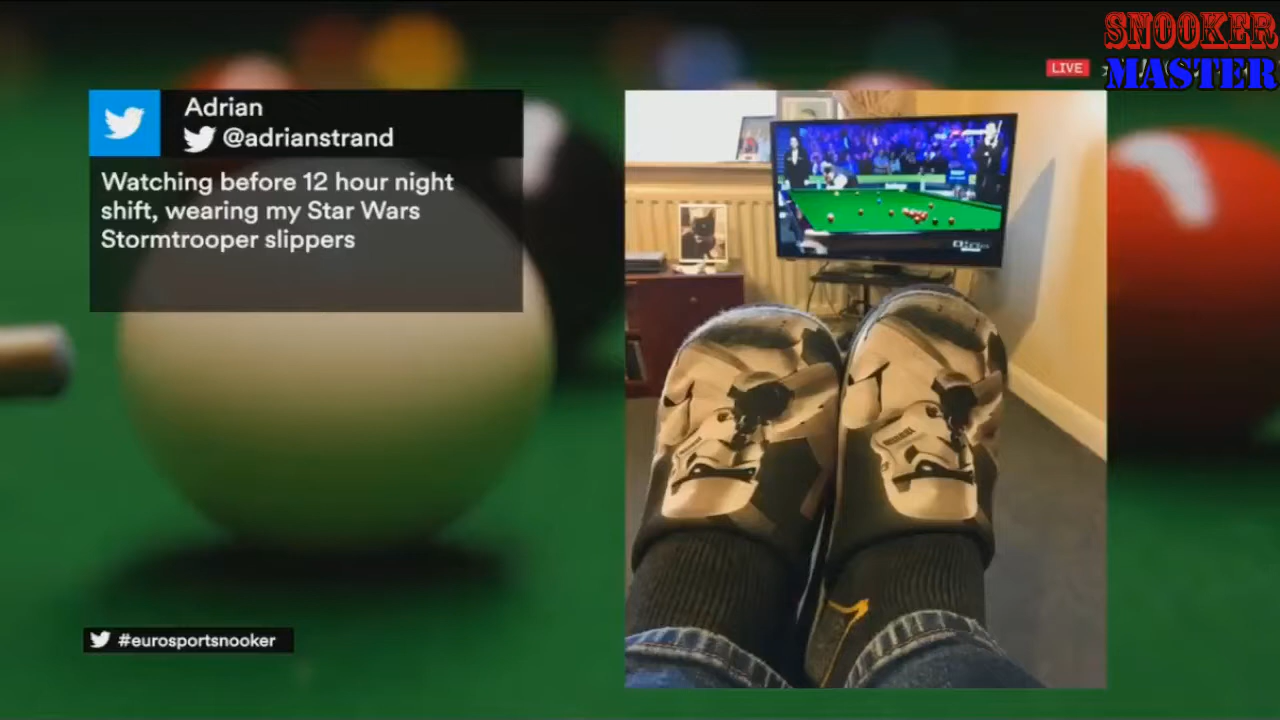 SNOOKER
MASTER
LIVE
Adrian
@adrianstrand
Watching before 12 hour night
shift, wearing my Star Wars
Stormtrooper slippers
#eurosportsnooker